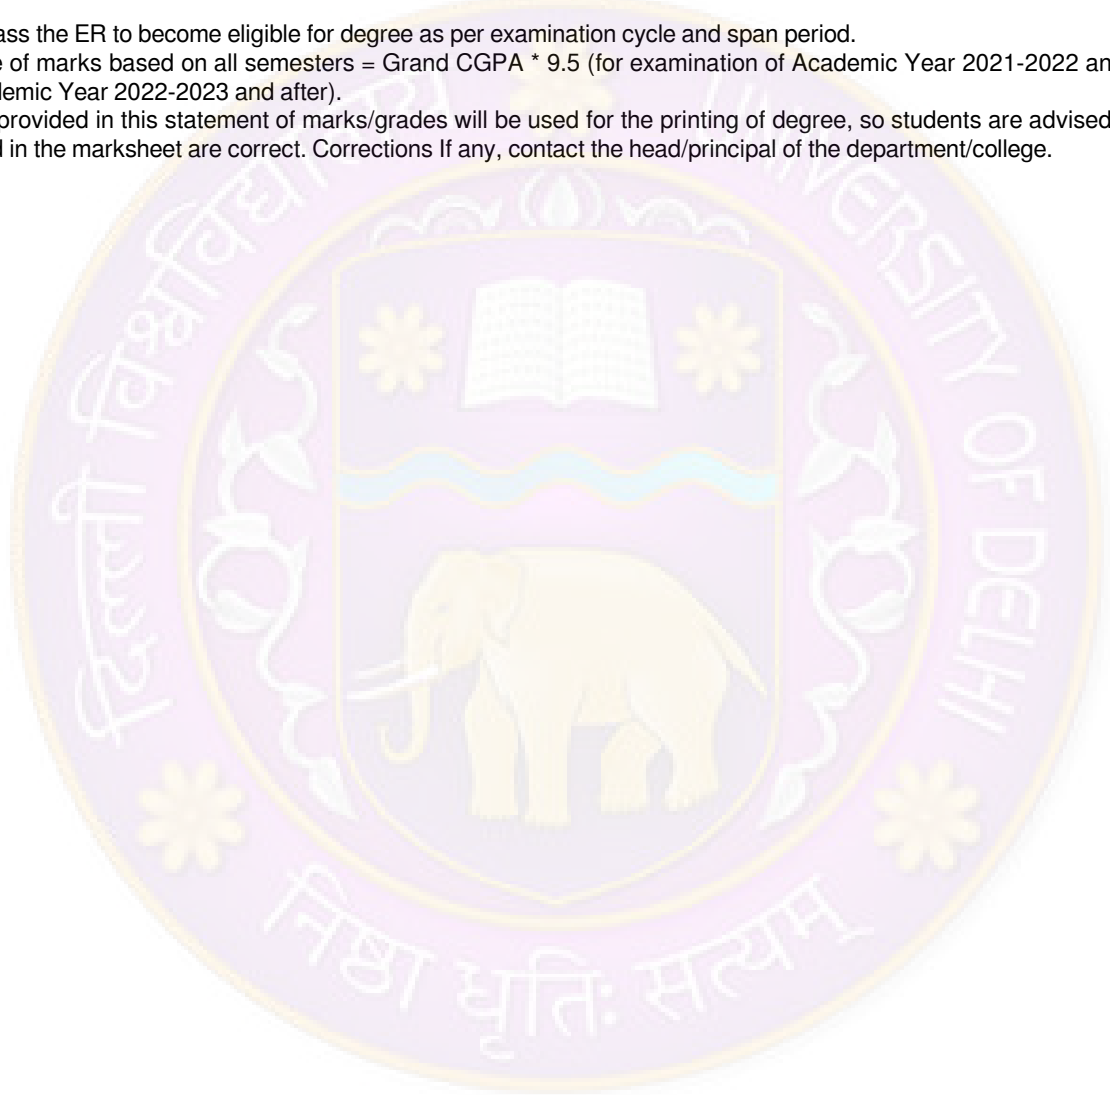 ass the ER to become eligible for degree as per examination cycle and span period.
e of marks based on all semesters = Grand CGPA * 9.5 (for examination of Academic Year 2021-2022 an
demic Year 2022-2023 and after).
provided in this statement of marks/grades will be used for the printing of degree, so students are advised
d in the marksheet are correct. Corrections If any, contact the head/principal of the department/college.
दिल्ली विश्वविद्यालय
UNIVERSITY OF DELHI
निष्ठा धृतिः सत्यम्